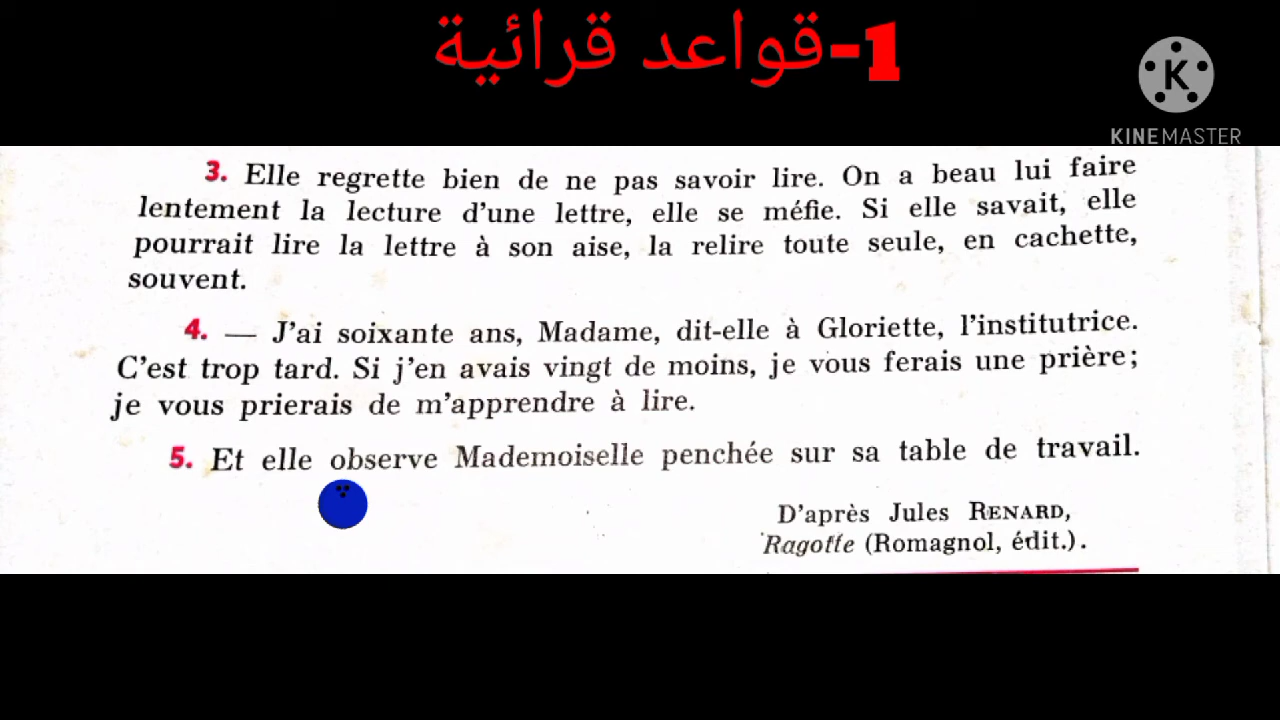 1-قواعد قرائية
KINEMASTER
3. Elle regrette bien de ne pas savoir lire. On a beau lui faire
lentement la lecture d'une lettre, elle se méfie. Si elle savait, elle
pourrait lire la lettre à son aise, la relire toute seule, en cachette,
souvent.
4. — J'ai soixante ans, Madame, dit-elle à Gloriette, l'institutrice.
C'est trop tard. Si j'en avais vingt de moins, je vous ferais une prière;
je vous prierais de m'apprendre à lire.
5. Et elle observe Mademoiselle penchée sur sa table de travail.
D'après Jules RENARD,
Ragotte (Romagnol, édit.).